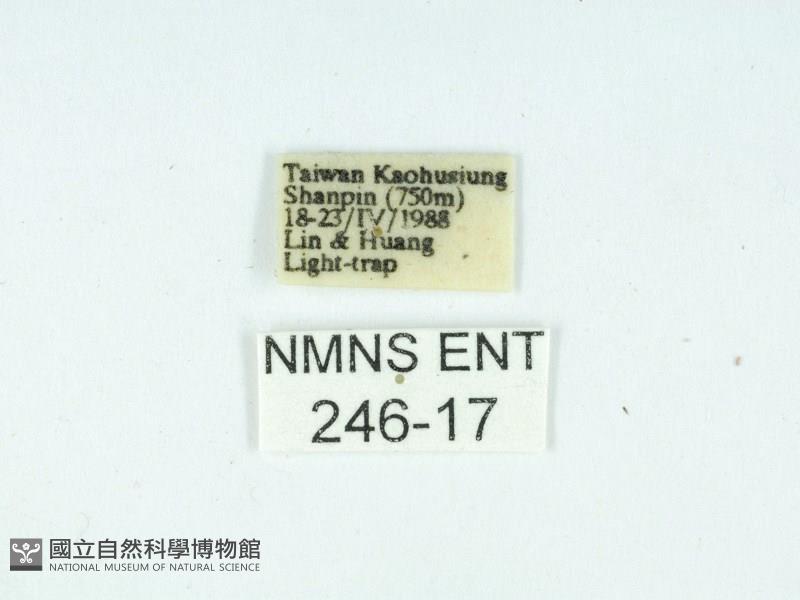 Taiwan Kaohusiung
Shanpin (750m)
18-23/IV/1988
Lin & Huang
Light-trap
NMNS ENT
246-17
國立自然科學博物館
NATIONAL MUSEUM OF NATURAL SCIENCE